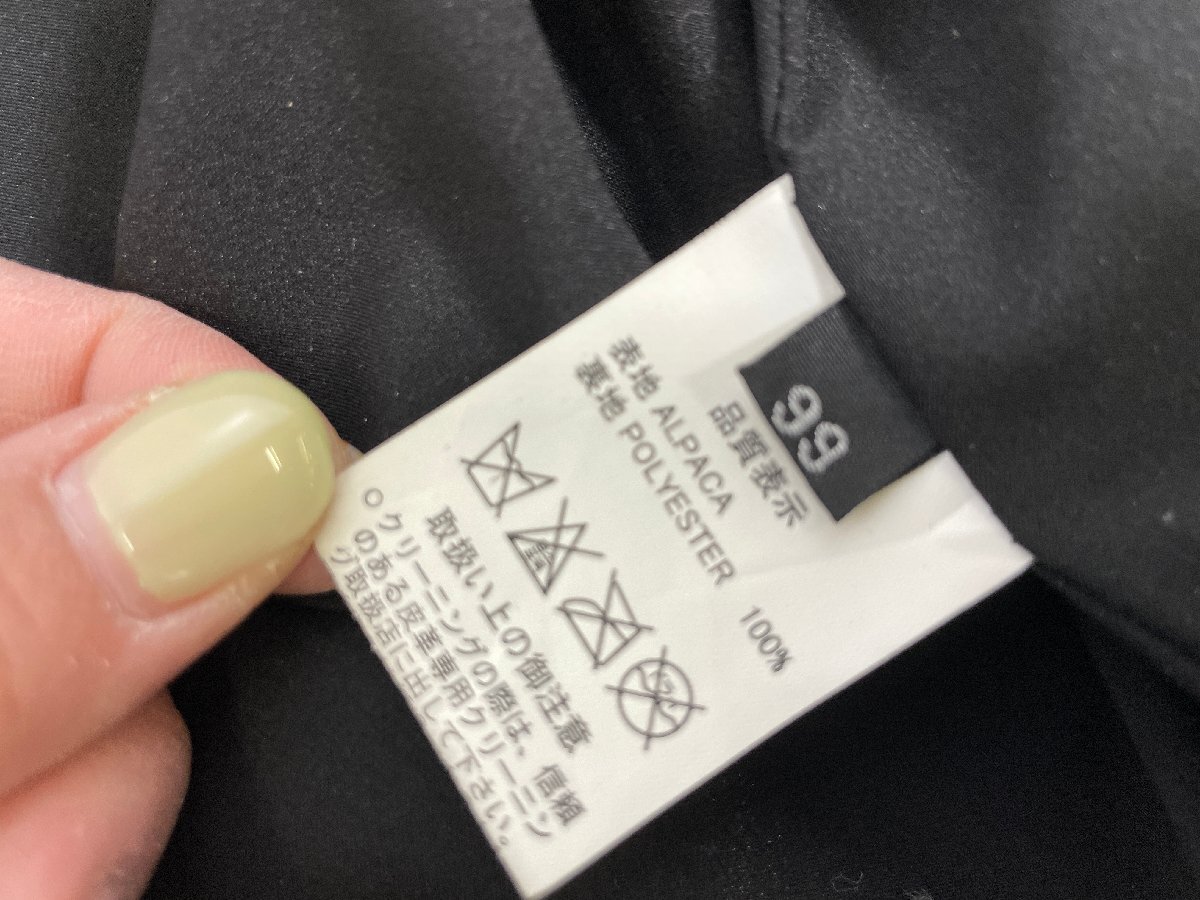 99
品質表示
表地 ALPACA
裏地 POLYESTER 100%
取扱い上の御注意
○クリーニングの際は、信頼
のある皮革専用クリーニン
グ取扱店に出して下さい。